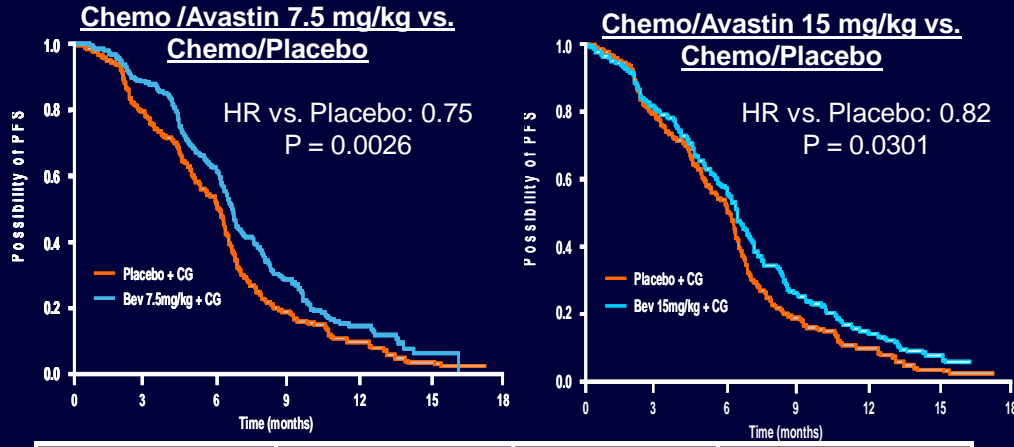 Chemo /Avastin 7.5 mg/kg vs.
Chemo/Placebo
HR vs. Placebo: 0.75
P = 0.0026
Possibility of PFS
1.0
0.8
0.6
0.4
0.2
0.0
Placebo + CG
Bev 7.5mg/kg + CG
0 3 6 9 12 15 18
Time (months)
Chemo/Avastin 15 mg/kg vs.
Chemo/Placebo
HR vs. Placebo: 0.82
P = 0.0301
Possibility of PFS
1.0
0.8
0.6
0.4
0.2
0.0
Placebo + CG
Bev 15mg/kg + CG
0 3 6 9 12 15 18
Time (months)